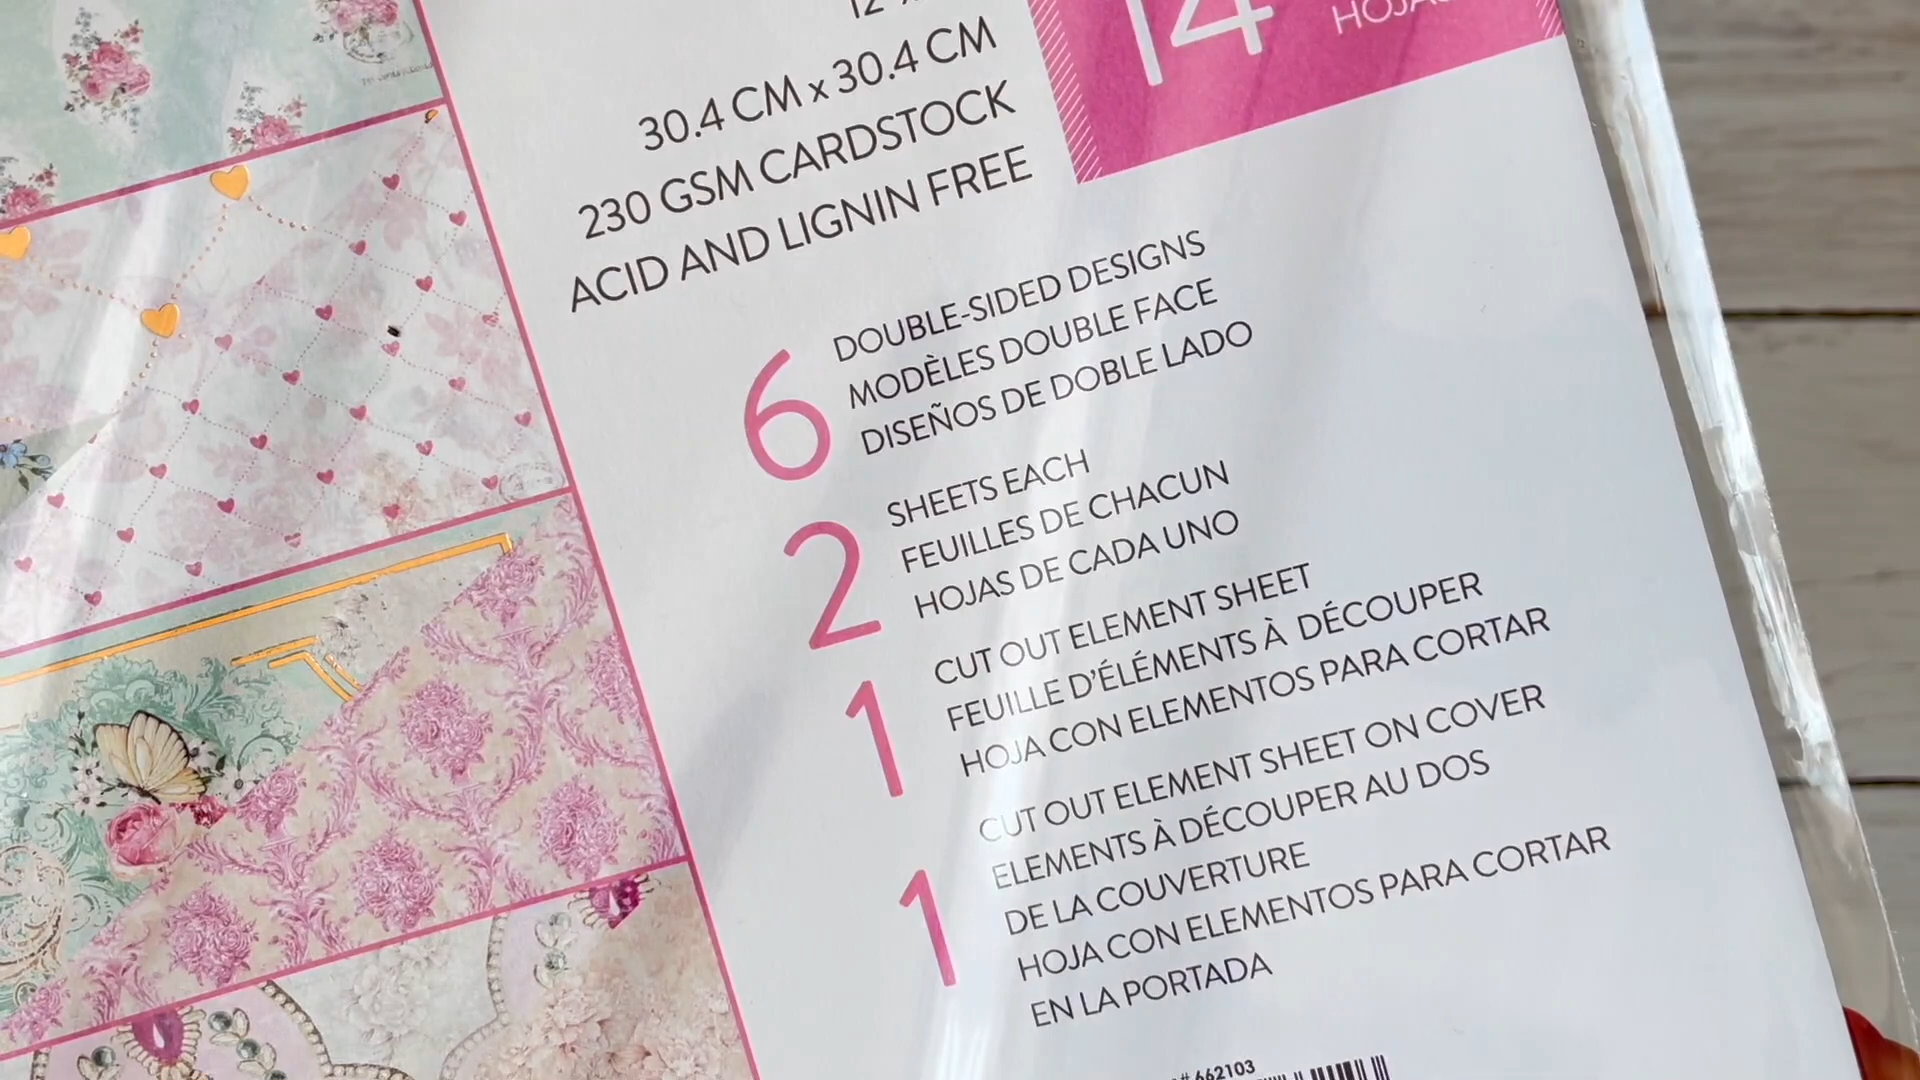 14
30.4 CM x 30.4 CM
230 GSM CARDSTOCK
ACID AND LIGNIN FREE
6
DOUBLE-SIDED DESIGNS
MODÈLES DOUBLE FACE
DISEÑOS DE DOBLE LADO
2
SHEETS EACH
FEUILLES DE CHACUN
HOJAS DE CADA UNO
1
CUT OUT ELEMENT SHEET
FEUILLE D'ÉLÉMENTS À DÉCOUPER
HOJA CON ELEMENTOS PARA CORTAR
1
CUT OUT ELEMENT SHEET ON COVER
ELEMENTS À DÉCOUPER AU DOS
DE LA COUVERTURE
HOJA CON ELEMENTOS PARA CORTAR
EN LA PORTADA
# 662103